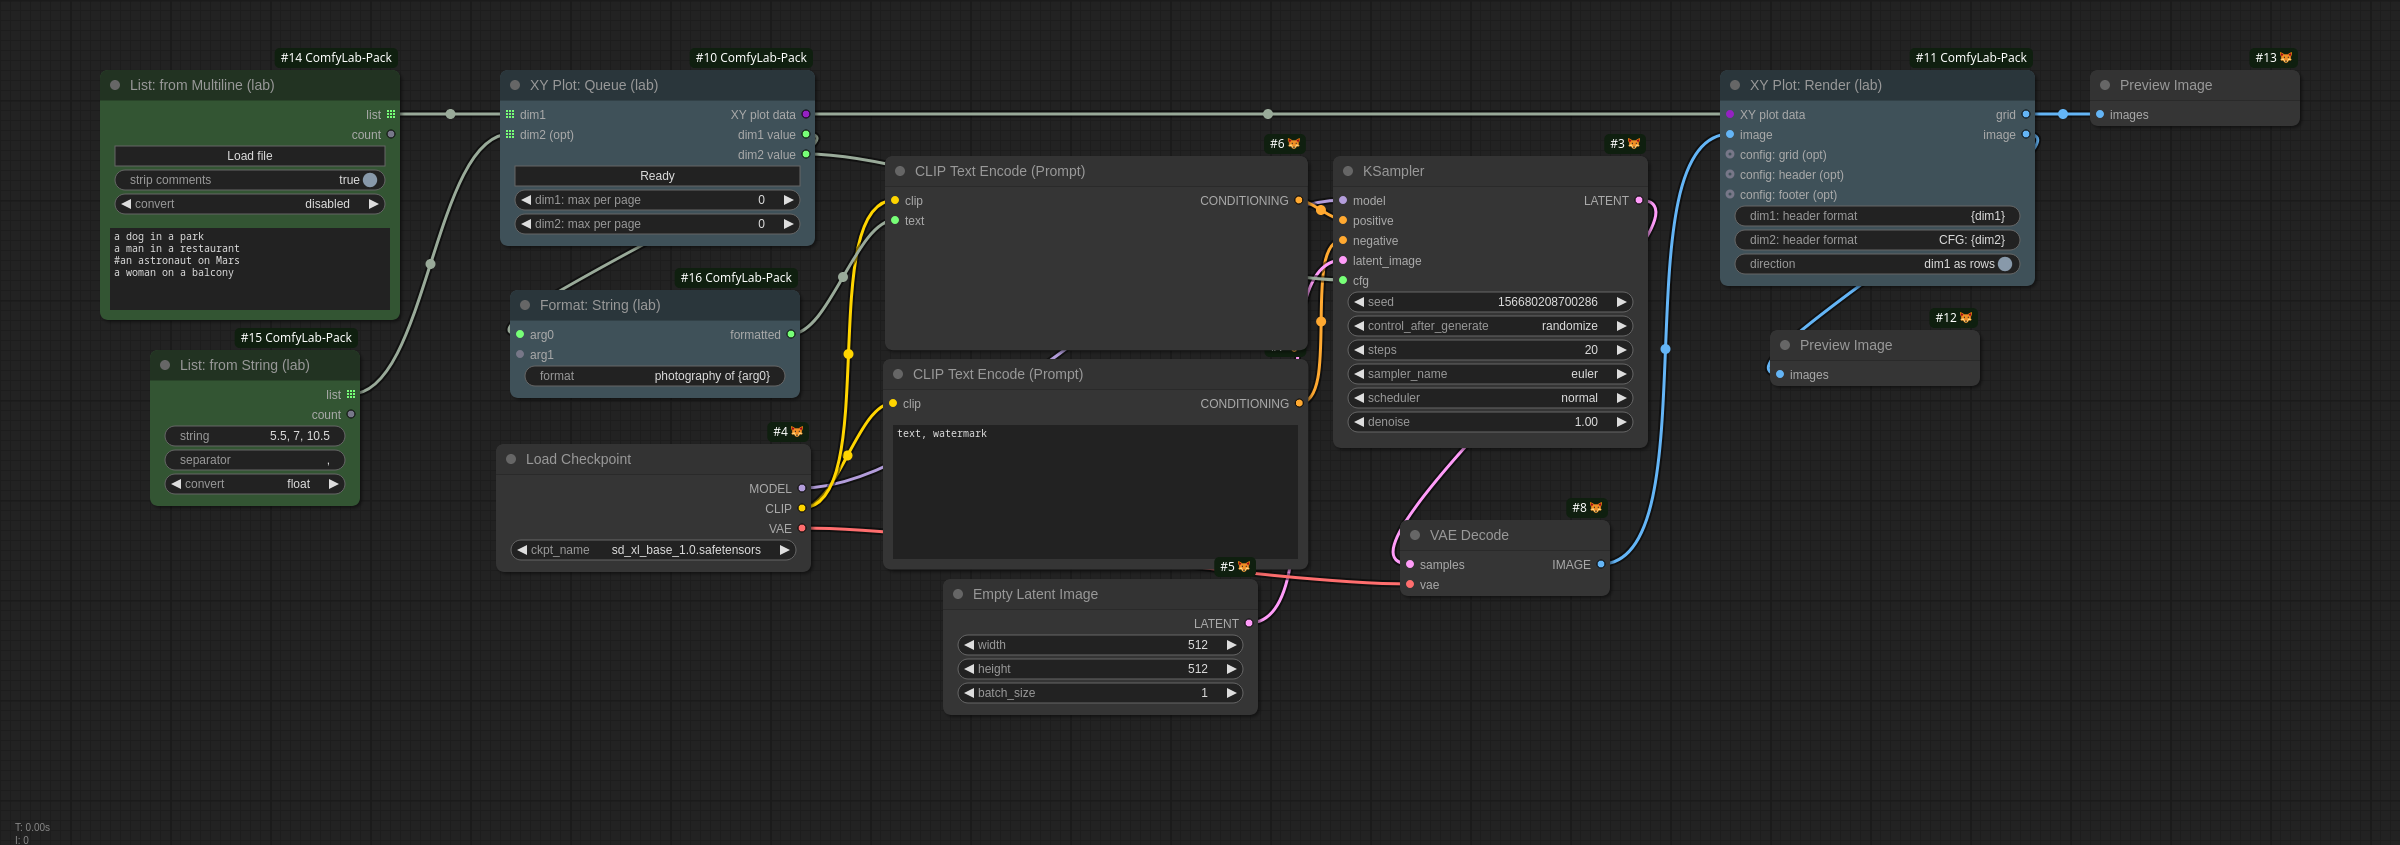 #14 ComfyLab-Pack
List: from Multiline (lab)
list
count
Load file
strip comments true
convert disabled
a dog in a park
a man in a restaurant
#an astronaut on Mars
a woman on a balcony
#15 ComfyLab-Pack
List: from String (lab)
list
count
string 5.5, 7, 10.5
separator ,
convert float
#10 ComfyLab-Pack
XY Plot: Queue (lab)
dim1 XY plot data
dim2 (opt) dim1 value
dim2 value
Ready
dim1: max per page 0
dim2: max per page 0
#16 ComfyLab-Pack
Format: String (lab)
arg0 formatted
arg1
format photography of {arg0}
#4
Load Checkpoint
MODEL
CLIP
VAE
ckpt_name sd_xl_base_1.0.safetensors
#6
CLIP Text Encode (Prompt)
clip CONDITIONING
text
CLIP Text Encode (Prompt)
clip CONDITIONING
text, watermark
#5
Empty Latent Image
LATENT
width 512
height 512
batch_size 1
#3
KSampler
model LATENT
positive
negative
latent_image
cfg
seed 156680208700286
control_after_generate randomize
steps 20
sampler_name euler
scheduler normal
denoise 1.00
#8
VAE Decode
samples IMAGE
vae
#11 ComfyLab-Pack
XY Plot: Render (lab)
XY plot data grid
image image
config: grid (opt)
config: header (opt)
config: footer (opt)
dim1: header format {dim1}
dim2: header format CFG: {dim2}
direction dim1 as rows
#12
Preview Image
images
#13
Preview Image
images
T: 0.00s
I: 0